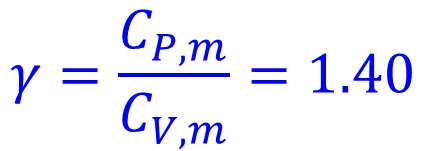 γ = C_{P,m} / C_{V,m} = 1.40